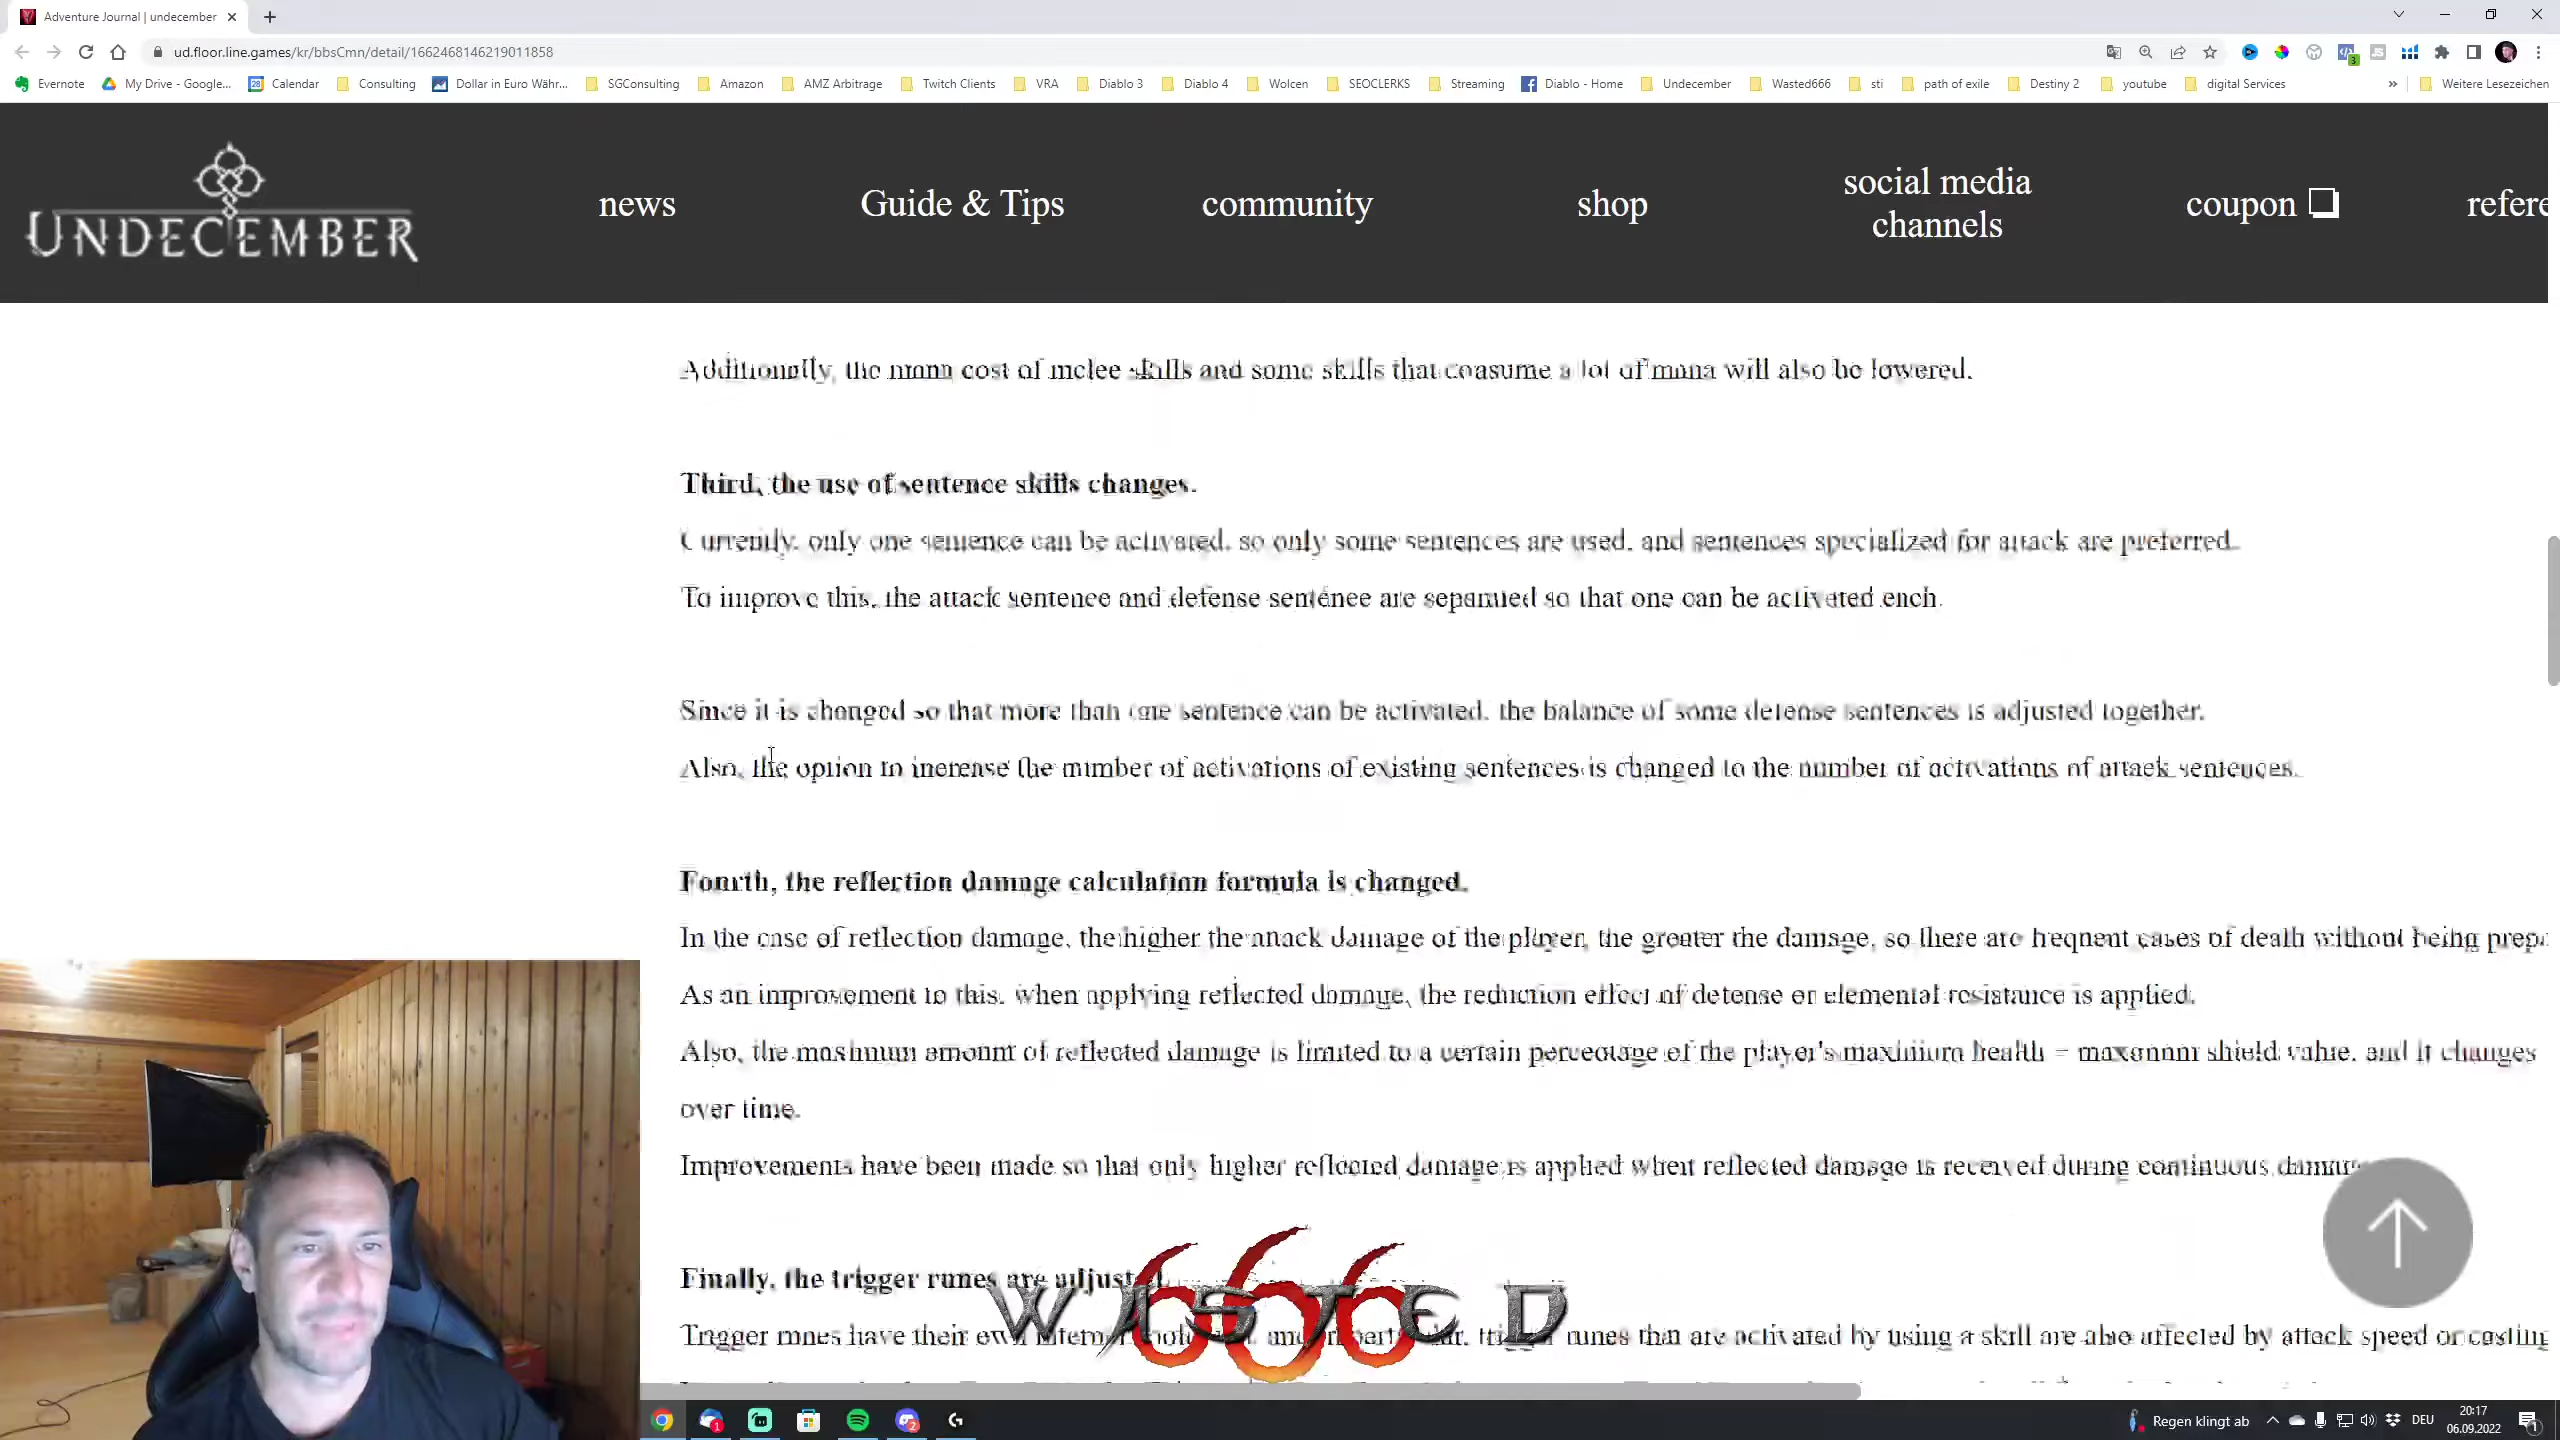 Adventure Journal | undecember
ud.floor.line.games/kr/bbsCmn/detail/1662468146219011858
Evernote My Drive - Google... Calendar Consulting Dollar in Euro Währ... SGConsulting Amazon AMZ Arbitrage Twitch Clients VRA Diablo 3 Diablo 4 Wolcen SEOCLERKS Streaming Diablo - Home Undecember Wasted666 sti path of exile Destiny 2 youtube digital Services » Weitere Lesezeichen
UNDECEMBER
news Guide & Tips community shop social media channels coupon refere
Additionally, the mana cost of melee skills and some skills that consume a lot of mana will also be lowered.
Third, the use of sentence skills changes.
Currently, only one sentence can be activated, so only some sentences are used, and sentences specialized for attack are preferred.
To improve this, the attack sentence and defense sentence are separated so that one can be activated each.
Since it is changed so that more than one sentence can be activated, the balance of some defense sentences is adjusted together.
Also, the option to increase the number of activations of existing sentences is changed to the number of activations of attack sentences.
Fourth, the reflection damage calculation formula is changed.
In the case of reflection damage, the higher the attack damage of the player, the greater the damage, so there are frequent cases of death without being prep
As an improvement to this, when applying reflected damage, the reduction effect of defense or elemental resistance is applied.
Also, the maximum amount of reflected damage is limited to a certain percentage of the player's maximum health + maximum shield value, and it changes
over time.
Improvements have been made so that only higher reflected damage is applied when reflected damage is received during continuous
Finally, the trigger runes are adjust
Trigger runes have their own runes that are activated by using a skill are also affected by attack speed or casting
WASTED
666
Regen klingt ab DEU 20:17
06.09.2022